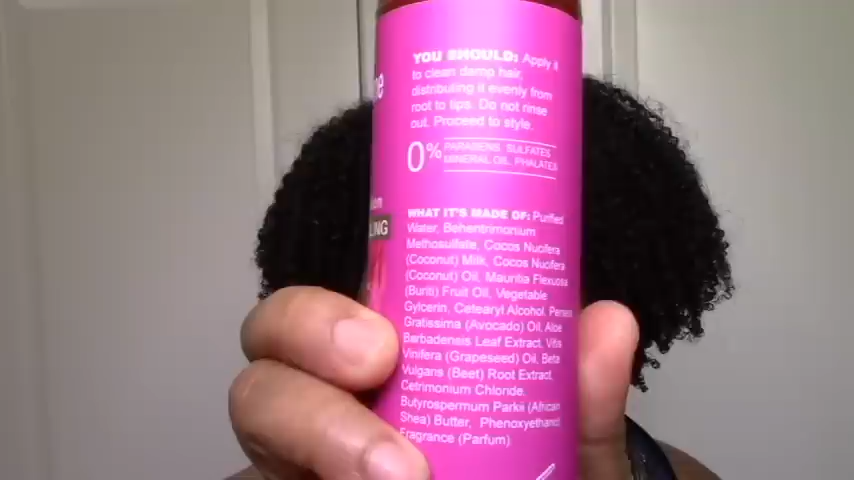 YOU SHOULD: Apply it
to clean damp hair,
distributing it evenly from
root to tips. Do not rinse
out. Proceed to style.
0% PARABENS SULFATES
MINERAL OIL, PHALATES
LING
WHAT IT'S MADE OF: Purified
Water, Behentrimonium
Methosulfate, Cocos Nucifera
(Coconut) Milk, Cocos Nucifera
(Coconut) Oil, Mauritia Flexuosa
(Buriti) Fruit Oil, Vegetable
Gylcerin, Cetearyl Alcohol, Persea
Gratissima (Avocado) Oil, Aloe
Barbadensis Leaf Extract, Vitis
Vinifera (Grapeseed) Oil, Beta
Vulgans (Beet) Root Extract,
Cetrimonium Chloride,
Butyrospermum Parkii (African
Shea) Butter, Phenoxyethanol
Fragrance (Parfum)